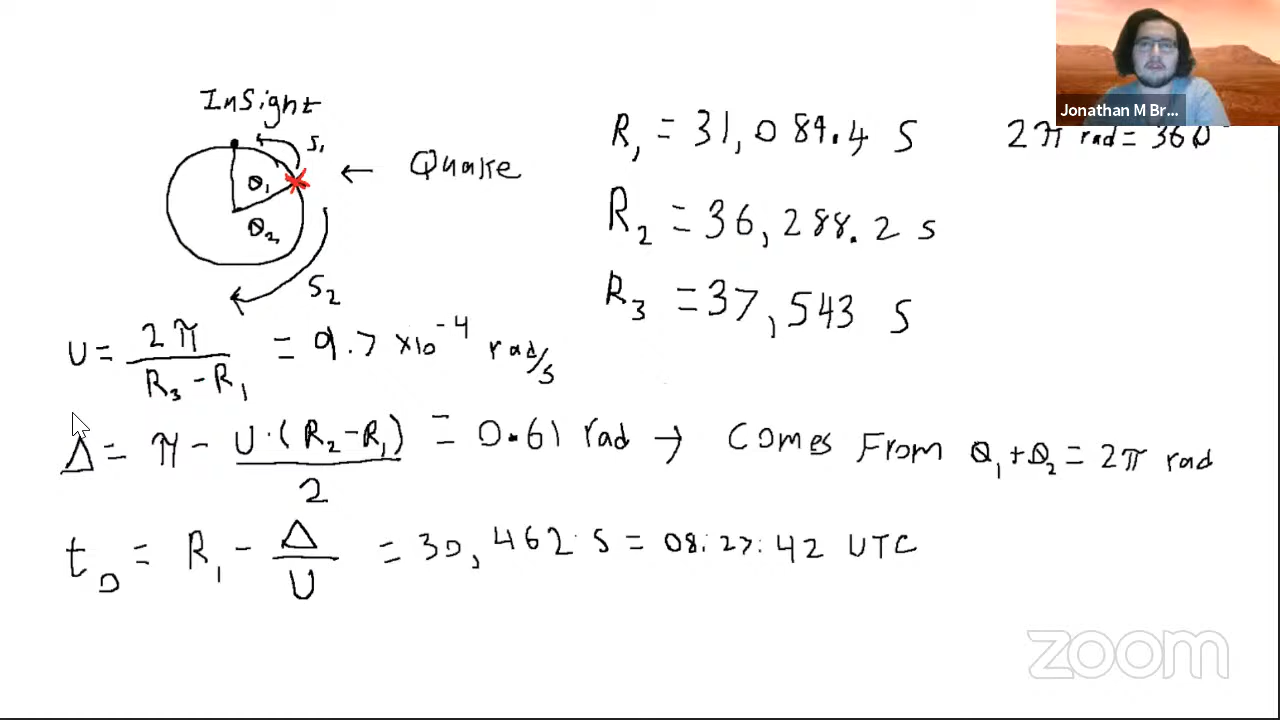 Jonathan M Br...
InSight
S₁
θ₁
θ₂
S₂
← Quake
R₁ = 31,089.4 S
2π rad = 360
R₂ = 36,288.2 s
R₃ = 37,543 S
U = 2π / (R₃ - R₁) = 9.7 x10⁻⁴ rad/s
Δ = π - U·(R₂-R₁) / 2 = 0.61 rad → Comes From θ₁+θ₂ = 2π rad
t₀ = R₁ - Δ / U = 30,462 S = 08:27:42 UTC
zoom